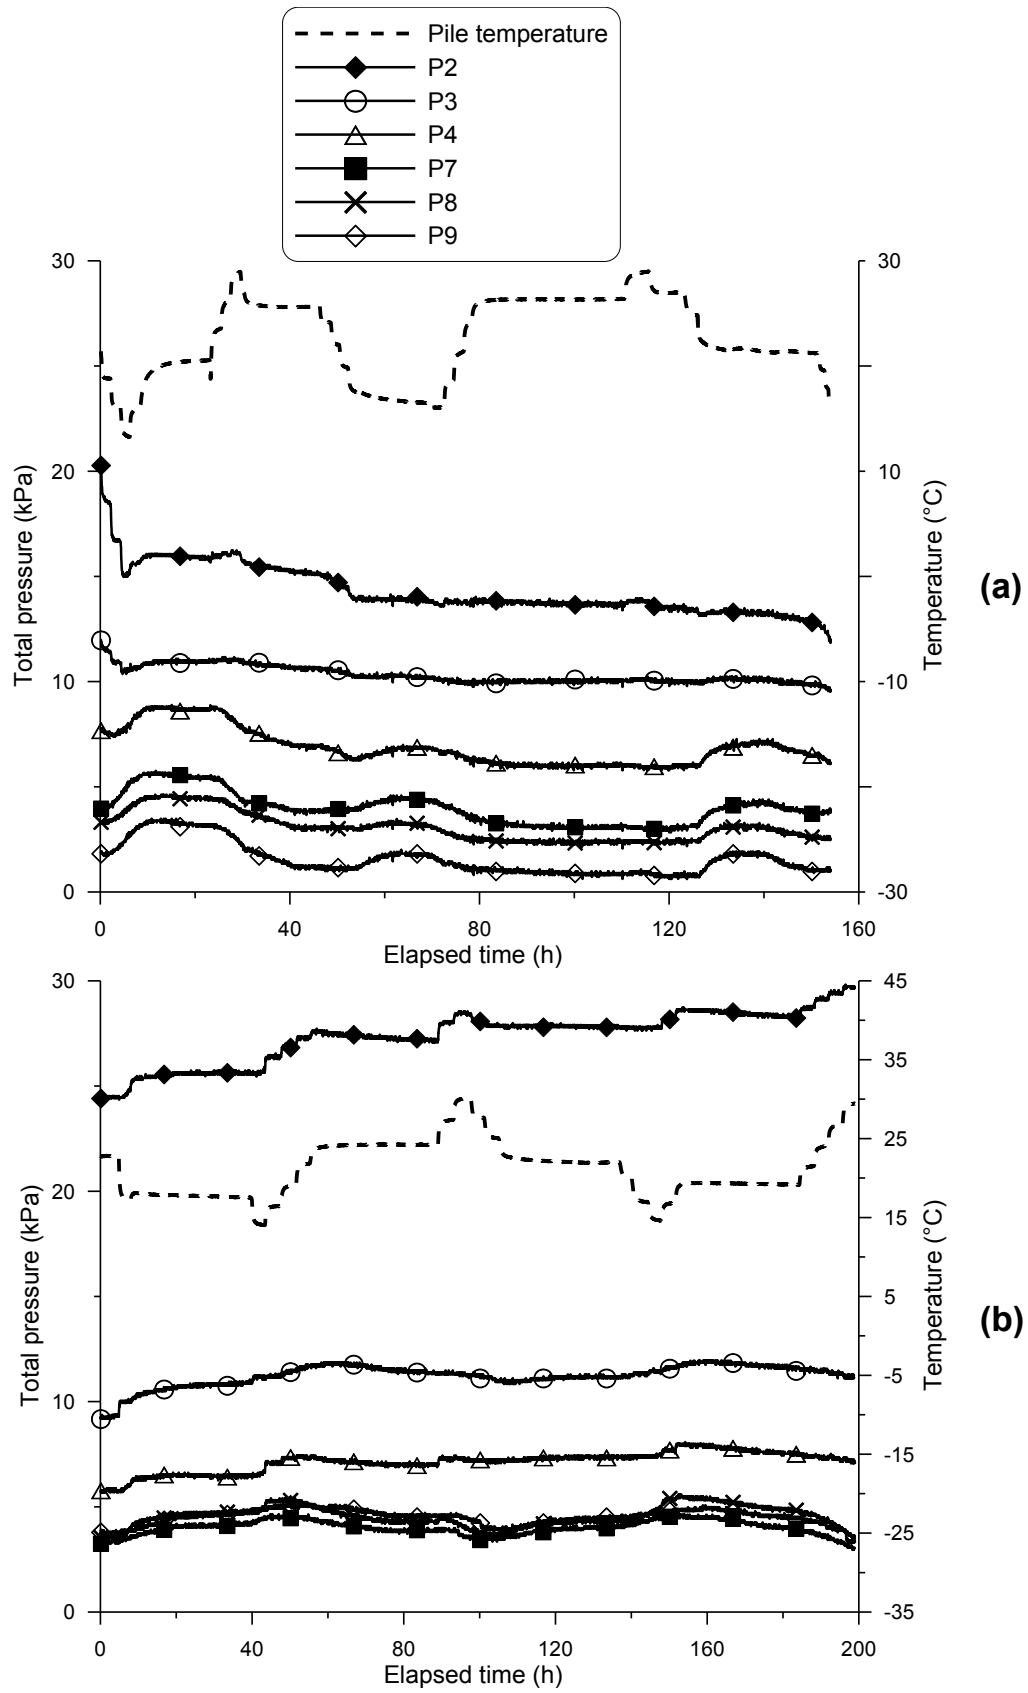 Pile temperature
P2
P3
P4
P7
P8
P9
30
20
10
0
Total pressure (kPa)
30
10
-10
-30
Temperature (°C)
(a)
0
40
80
120
160
Elapsed time (h)
30
20
10
0
Total pressure (kPa)
45
35
25
15
5
-5
-15
-25
-35
Temperature (°C)
(b)
0
40
80
120
160
200
Elapsed time (h)